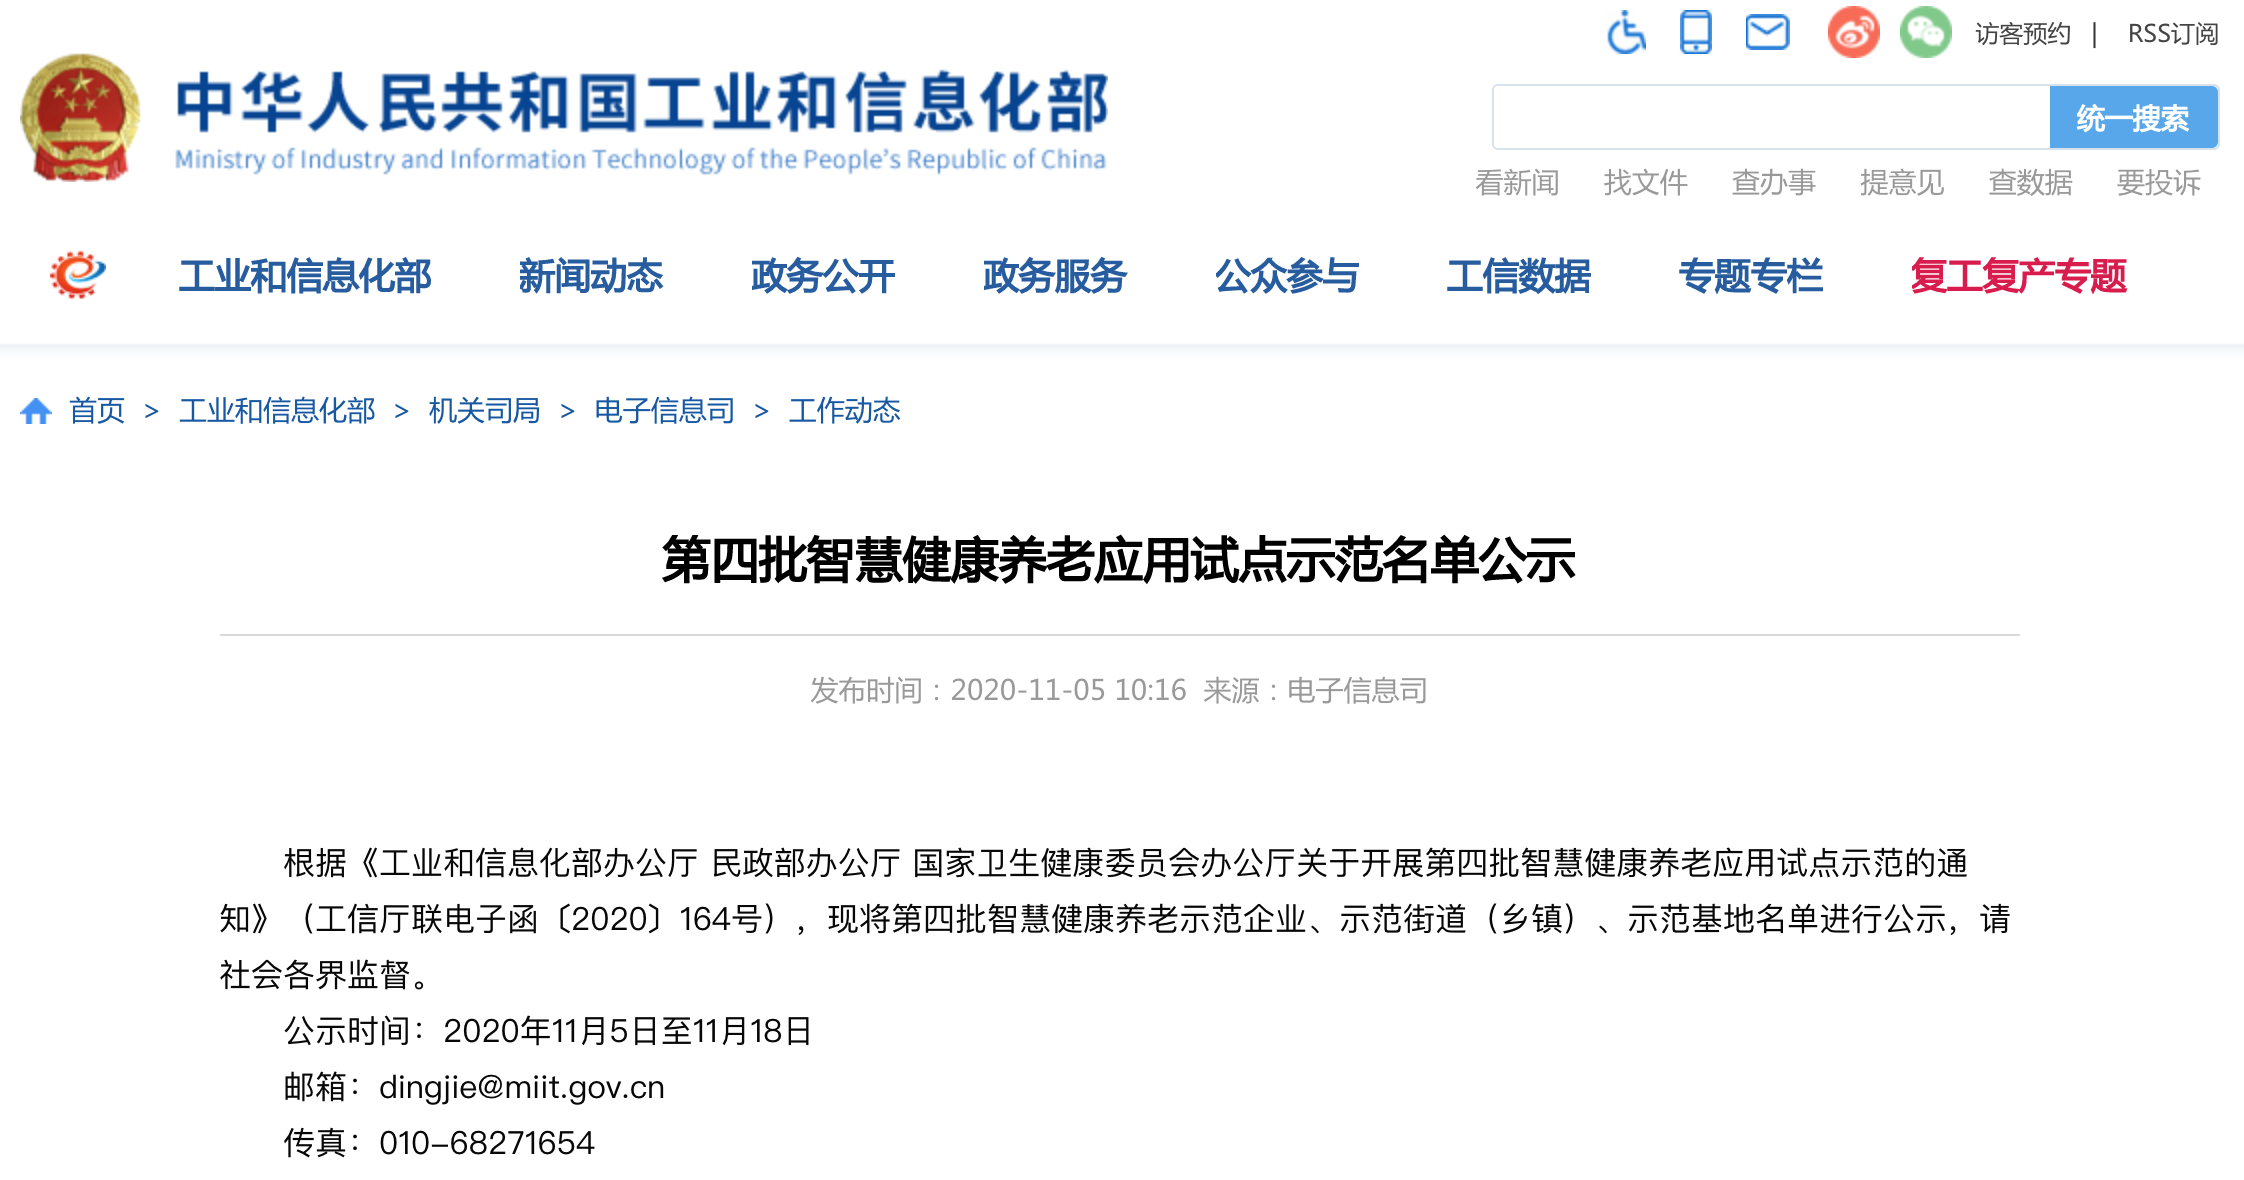 访客预约 | RSS订阅
中华人民共和国工业和信息化部
Ministry of Industry and Information Technology of the People's Republic of China
统一搜索
看新闻 找文件 查办事 提意见 查数据 要投诉
工业和信息化部 新闻动态 政务公开 政务服务 公众参与 工信数据 专题专栏 复工复产专题
首页 > 工业和信息化部 > 机关司局 > 电子信息司 > 工作动态
第四批智慧健康养老应用试点示范名单公示
发布时间：2020-11-05 10:16 来源：电子信息司
根据《工业和信息化部办公厅 民政部办公厅 国家卫生健康委员会办公厅关于开展第四批智慧健康养老应用试点示范的通
知》（工信厅联电子函〔2020〕164号），现将第四批智慧健康养老示范企业、示范街道（乡镇）、示范基地名单进行公示，请
社会各界监督。
公示时间：2020年11月5日至11月18日
邮箱：dingjie@miit.gov.cn
传真：010-68271654